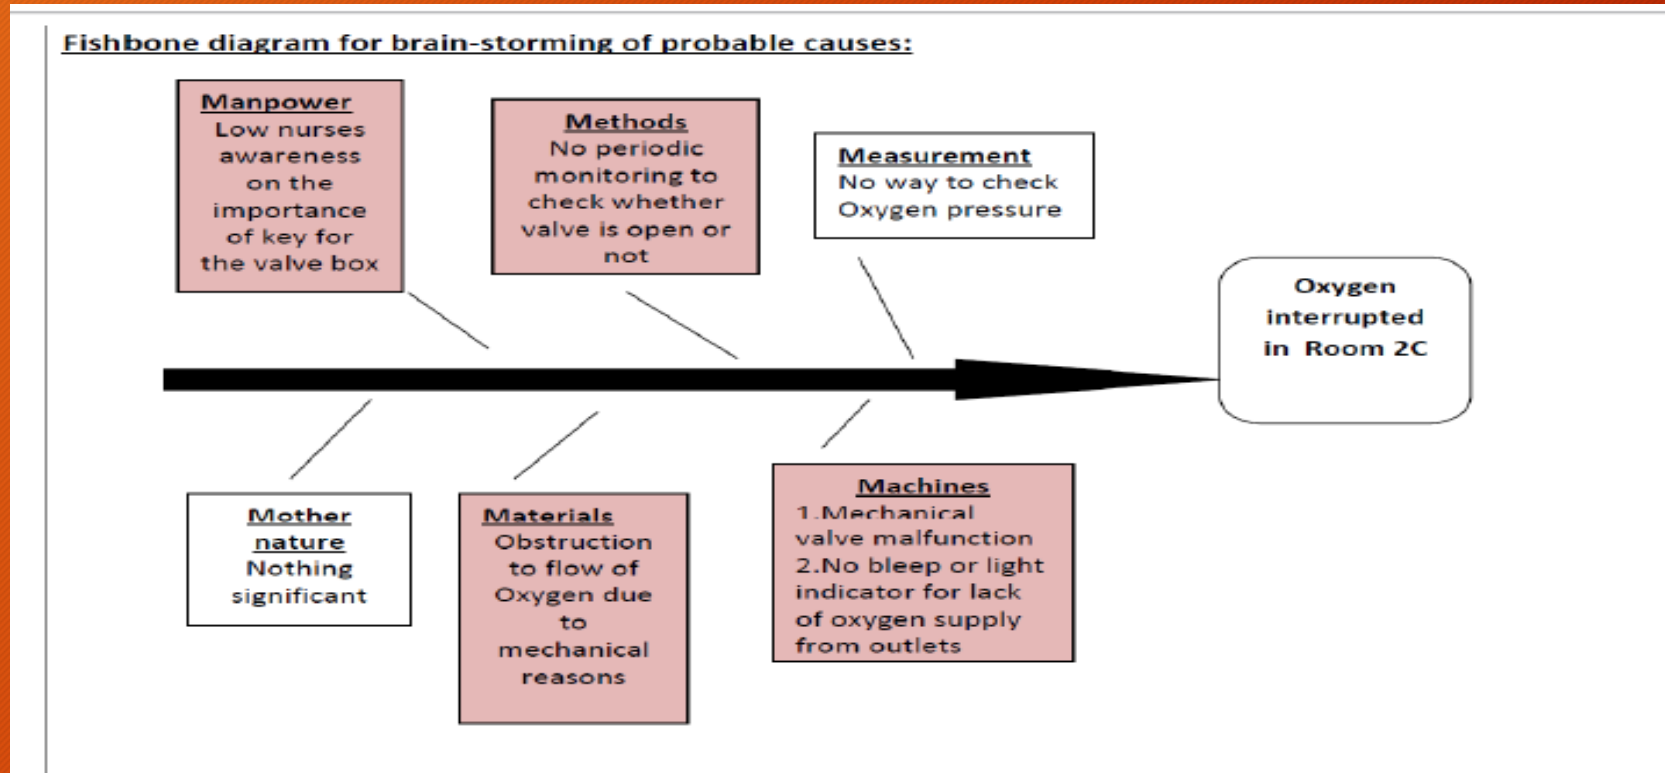 Fishbone diagram for brain-storming of probable causes:
Manpower
Low nurses
awareness
on the
importance
of key for
the valve box
Methods
No periodic
monitoring to
check whether
valve is open or
not
Measurement
No way to check
Oxygen pressure
Oxygen
interrupted
in Room 2C
Mother
nature
Nothing
significant
Materials
Obstruction
to flow of
Oxygen due
to
mechanical
reasons
Machines
1.Mechanical
valve malfunction
2.No bleep or light
indicator for lack
of oxygen supply
from outlets